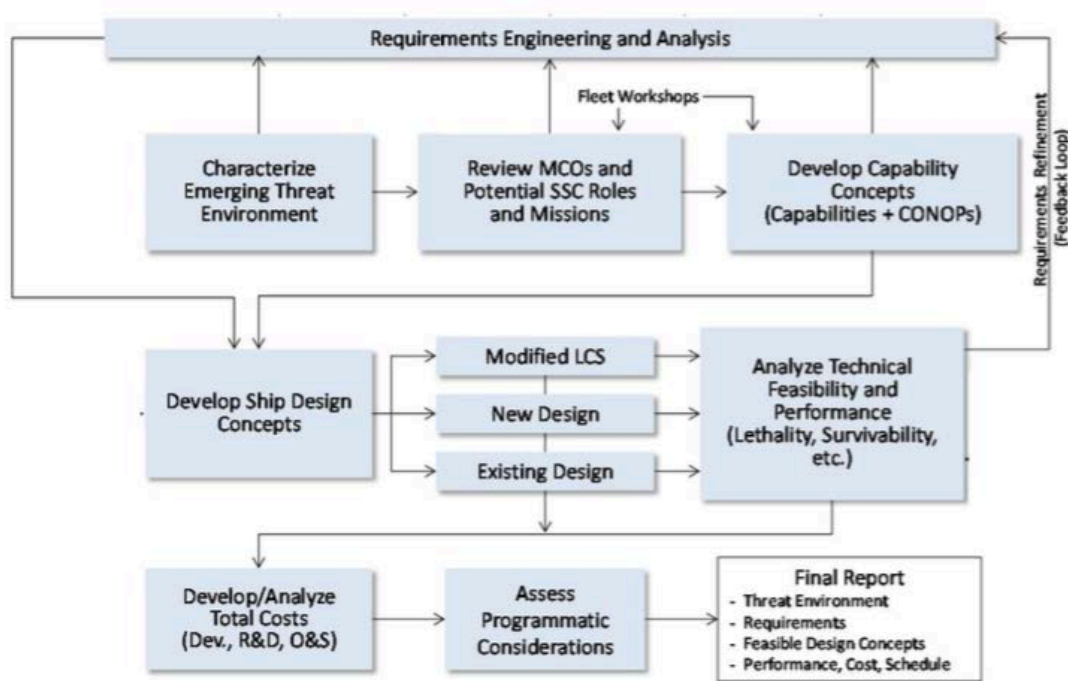 Requirements Engineering and Analysis
Fleet Workshops
Characterize
Emerging Threat
Environment
Review MCOs and
Potential SSC Roles
and Missions
Develop Capability
Concepts
(Capabilities + CONOPs)
Requirements Refinement
(Feedback Loop)
Develop Ship Design
Concepts
Modified LCS
New Design
Existing Design
Analyze Technical
Feasibility and
Performance
(Lethality, Survivability,
etc.)
Develop/Analyze
Total Costs
(Dev., R&D, O&S)
Assess
Programmatic
Considerations
Final Report
- Threat Environment
- Requirements
- Feasible Design Concepts
- Performance, Cost, Schedule